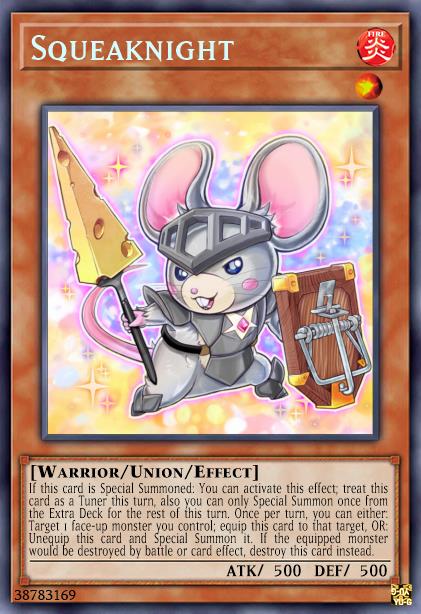 SQUEAKNIGHT
FIRE
炎
[WARRIOR/UNION/EFFECT]
If this card is Special Summoned: You can activate this effect; treat this
card as a Tuner this turn, also you can only Special Summon once from
the Extra Deck for the rest of this turn. Once per turn, you can either:
Target 1 face-up monster you control; equip this card to that target, OR:
Unequip this card and Special Summon it. If the equipped monster
would be destroyed by battle or card effect, destroy this card instead.
ATK/ 500 DEF/ 500
38783169